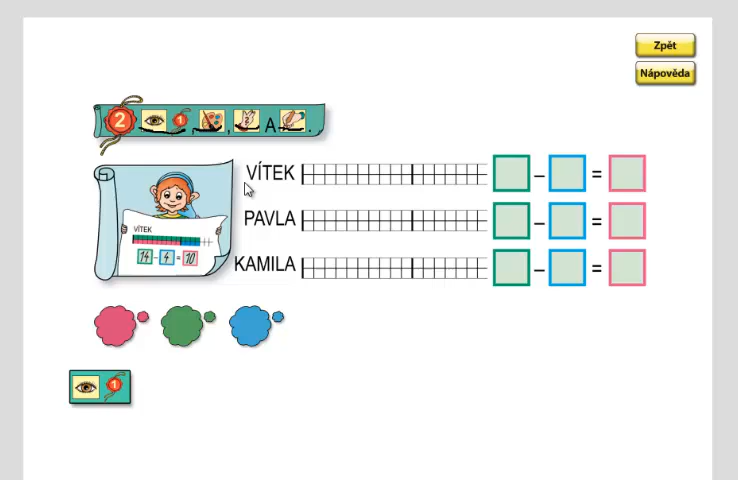 Zpět
Nápověda
2 1 , , A .
VÍTEK – =
VÍTEK
14 - 4 = 10
PAVLA – =
KAMILA – =
1